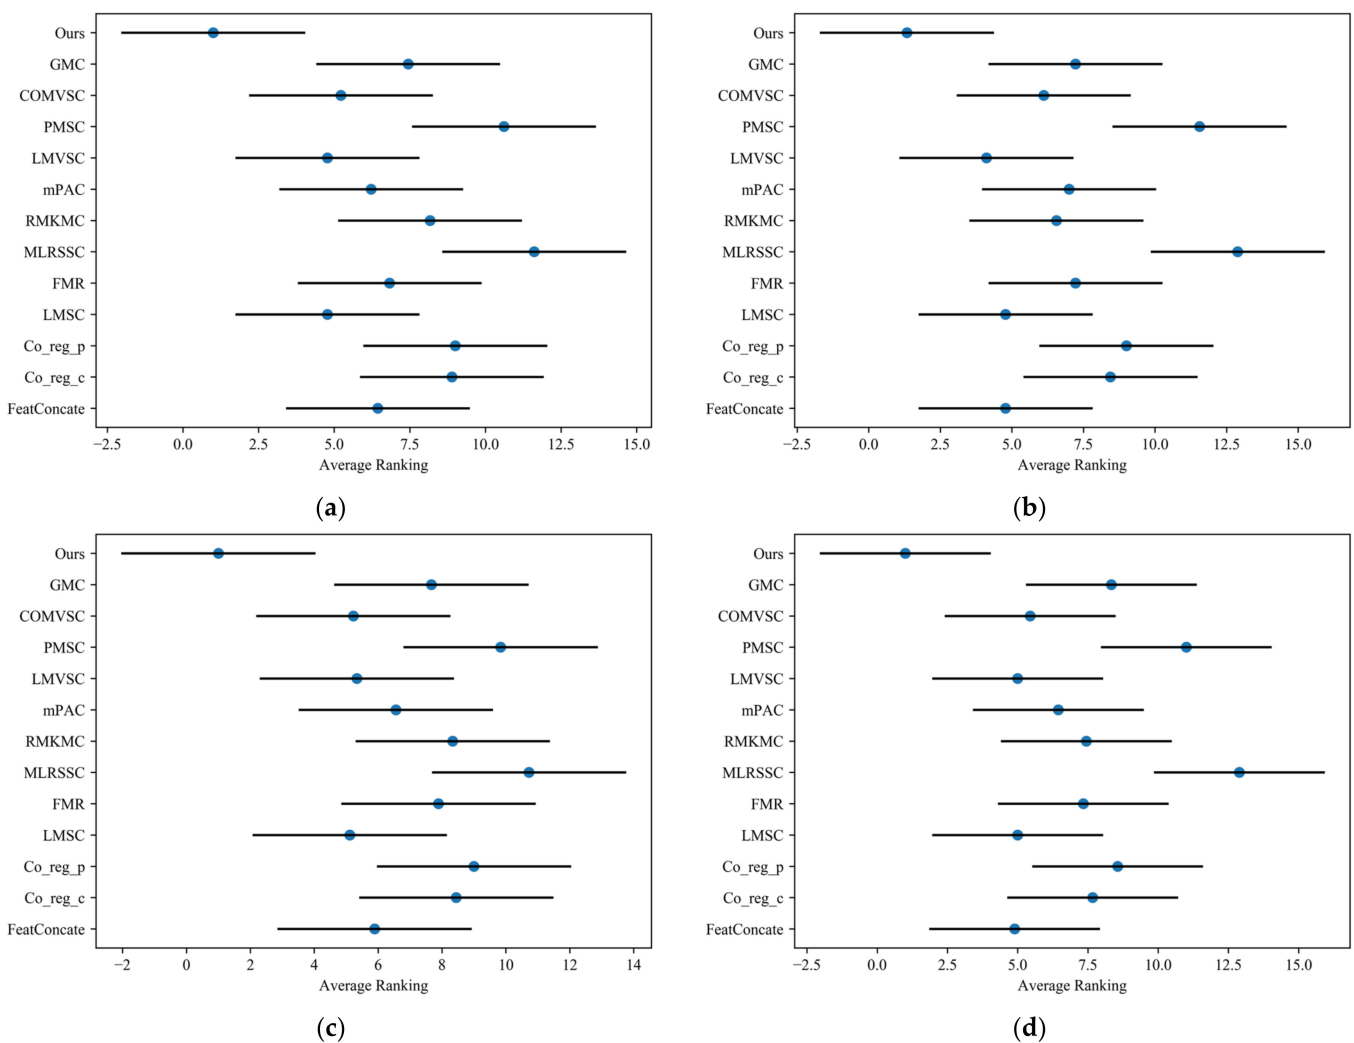 Ours
GMC
COMVSC
PMSC
LMVSC
mPAC
RMKMC
MLRSSC
FMR
LMSC
Co_reg_p
Co_reg_c
FeatConcate
−2.5 0.0 2.5 5.0 7.5 10.0 12.5 15.0
Average Ranking
(a)
Ours
GMC
COMVSC
PMSC
LMVSC
mPAC
RMKMC
MLRSSC
FMR
LMSC
Co_reg_p
Co_reg_c
FeatConcate
−2.5 0.0 2.5 5.0 7.5 10.0 12.5 15.0
Average Ranking
(b)
Ours
GMC
COMVSC
PMSC
LMVSC
mPAC
RMKMC
MLRSSC
FMR
LMSC
Co_reg_p
Co_reg_c
FeatConcate
−2 0 2 4 6 8 10 12 14
Average Ranking
(c)
Ours
GMC
COMVSC
PMSC
LMVSC
mPAC
RMKMC
MLRSSC
FMR
LMSC
Co_reg_p
Co_reg_c
FeatConcate
−2.5 0.0 2.5 5.0 7.5 10.0 12.5 15.0
Average Ranking
(d)